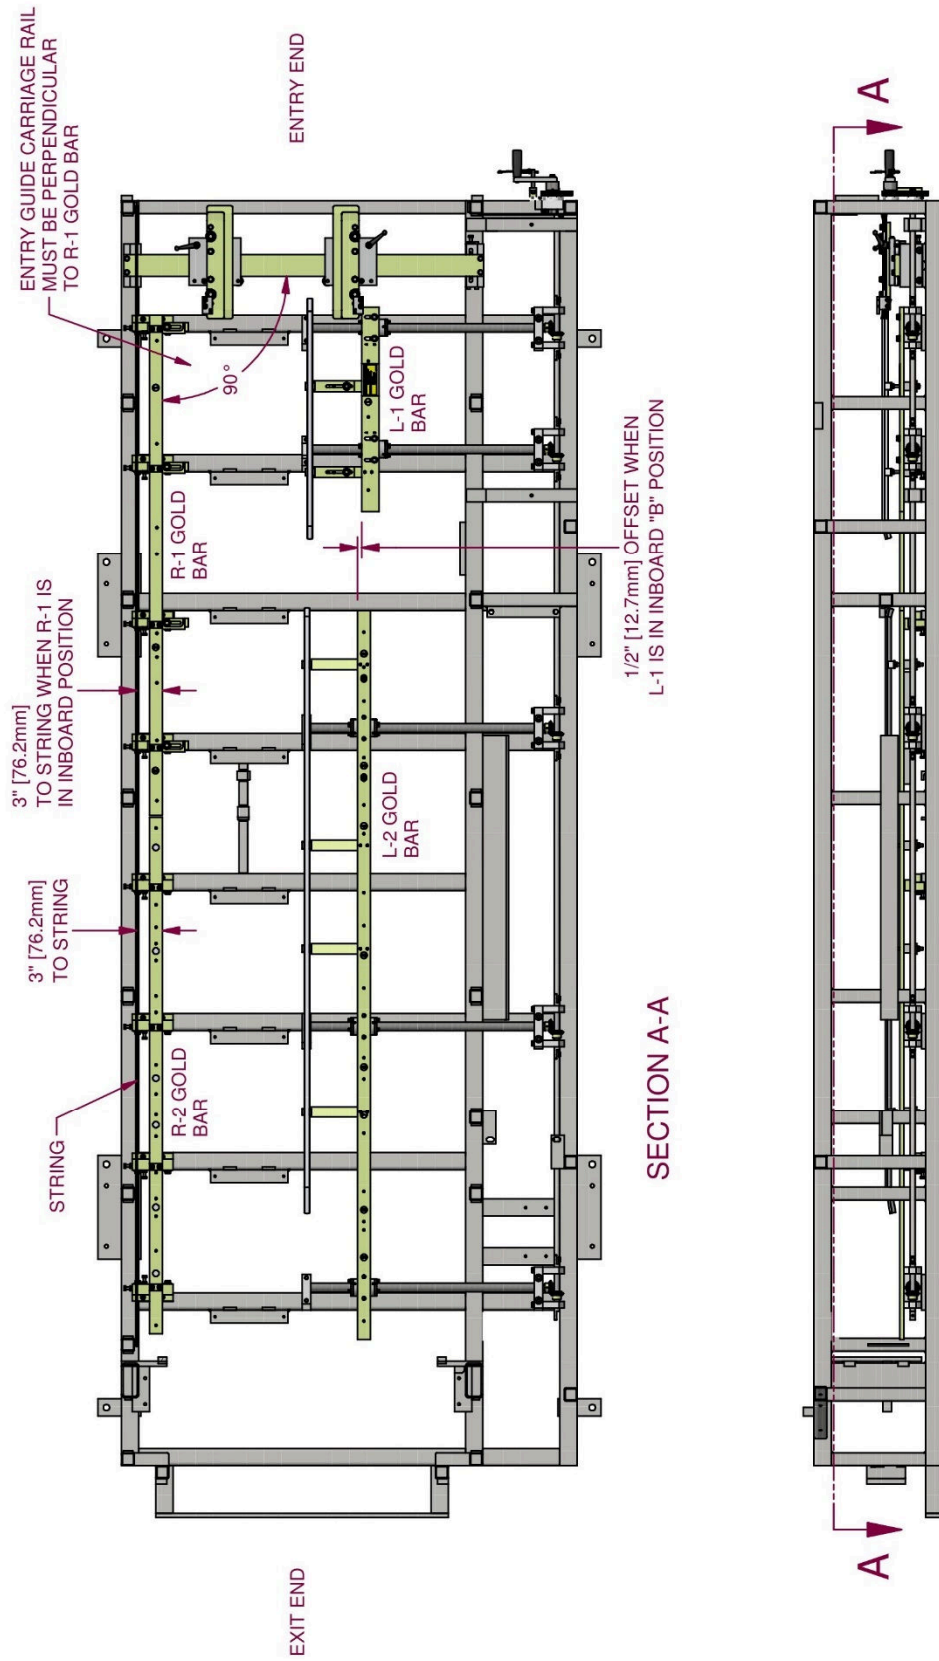 ENTRY GUIDE CARRIAGE RAIL
MUST BE PERPENDICULAR
TO R-1 GOLD BAR
3" [76.2mm]
TO STRING WHEN R-1 IS
IN INBOARD POSITION
3" [76.2mm]
TO STRING
STRING
EXIT END
ENTRY END
R-2 GOLD
BAR
R-1 GOLD
BAR
90°
L-2 GOLD
BAR
L-1 GOLD
BAR
1/2" [12.7mm] OFFSET WHEN
L-1 IS IN INBOARD "B" POSITION
SECTION A-A
A
A